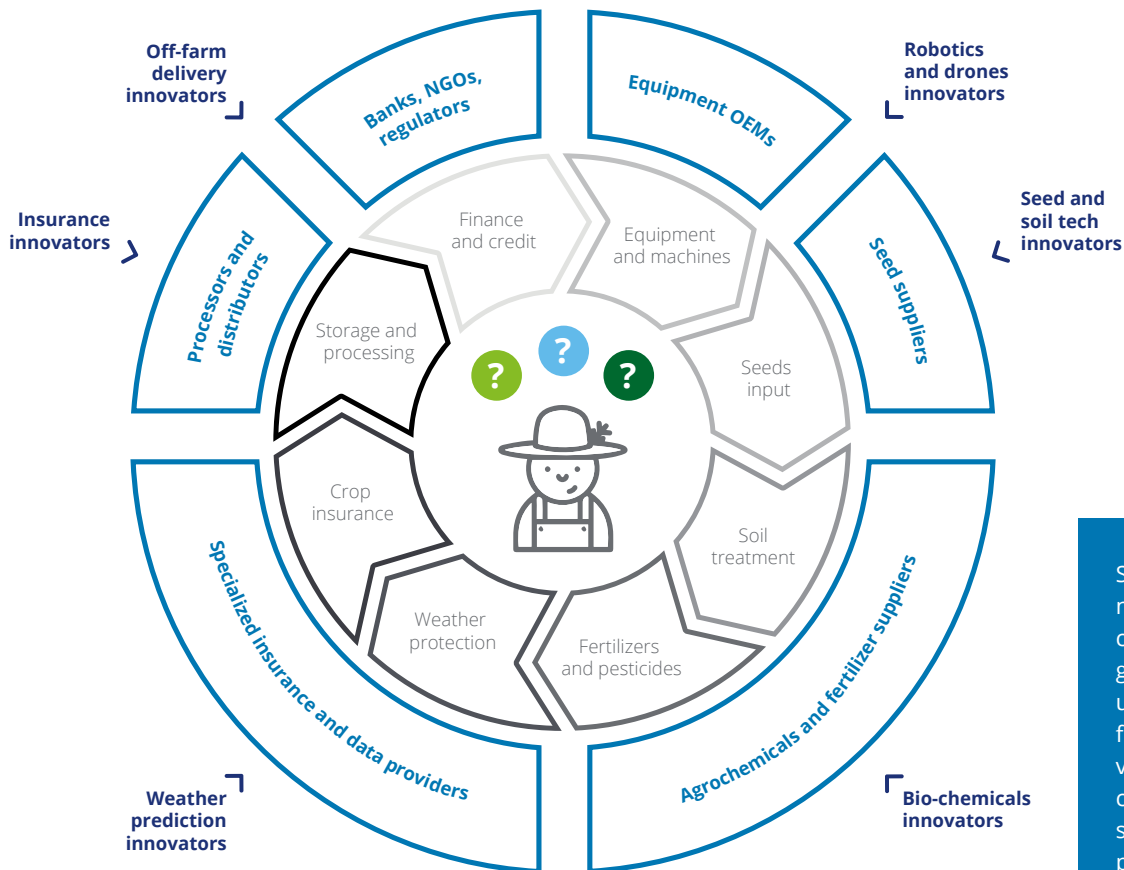 Off-farm
delivery
innovators
Banks, NGOs,
regulators
Equipment OEMs
Robotics
and drones
innovators
Insurance
innovators
Processors and
distributors
Finance
and credit
Equipment
and machines
Seed suppliers
Seed and
soil tech
innovators
Storage and
processing
?
?
?
Seeds
input
Crop
insurance
Soil
treatment
Weather
protection
Fertilizers
and pesticides
Specialized insurance and data providers
Agrochemicals and fertilizer suppliers
Weather
prediction
innovators
Bio-chemicals
innovators